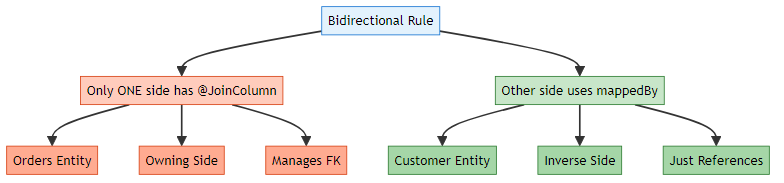 Bidirectional Rule
Only ONE side has @JoinColumn
Other side uses mappedBy
Orders Entity
Owning Side
Manages FK
Customer Entity
Inverse Side
Just References